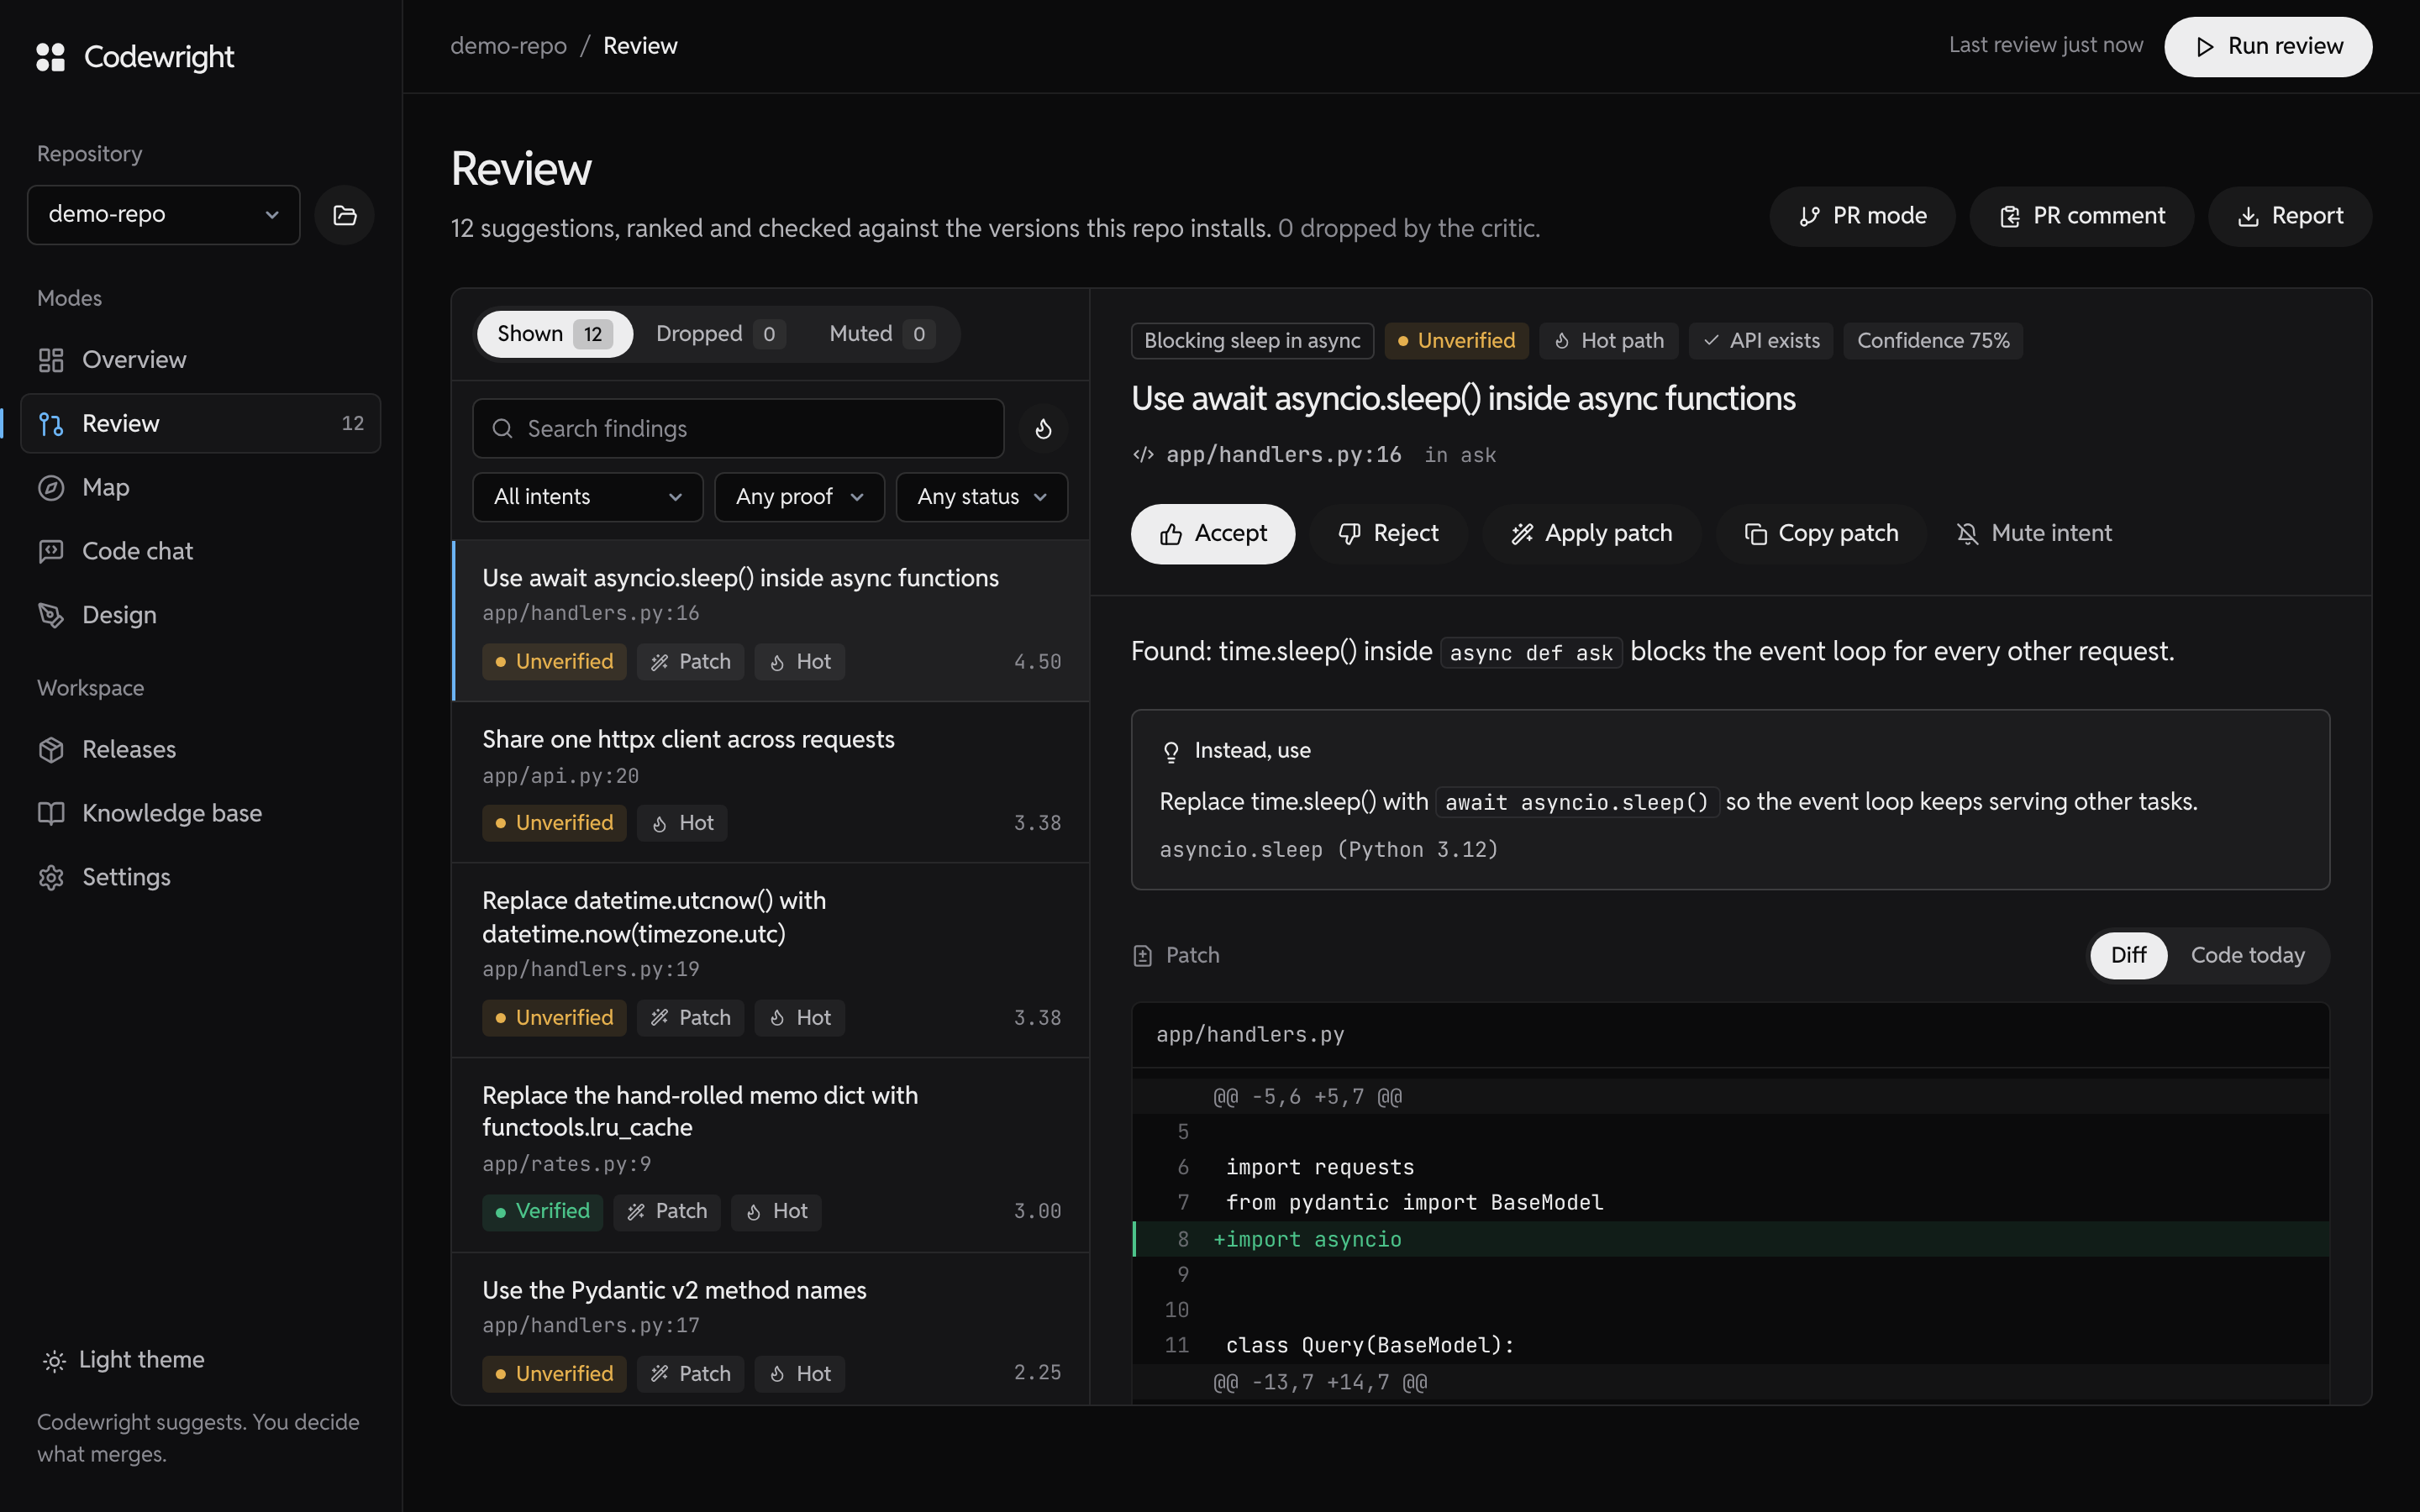 Codewright
Repository
demo-repo
Modes
Overview
Review 12
Map
Code chat
Design
Workspace
Releases
Knowledge base
Settings
Light theme
Codewright suggests. You decide
what merges.
demo-repo / Review
Last review just now
Run review
Review
12 suggestions, ranked and checked against the versions this repo installs. 0 dropped by the critic.
PR mode
PR comment
Report
Shown 12
Dropped 0
Muted 0
Search findings
All intents
Any proof
Any status
Use await asyncio.sleep() inside async functions
app/handlers.py:16
Unverified Patch Hot 4.50
Share one httpx client across requests
app/api.py:20
Unverified Hot 3.38
Replace datetime.utcnow() with
datetime.now(timezone.utc)
app/handlers.py:19
Unverified Patch Hot 3.38
Replace the hand-rolled memo dict with
functools.lru_cache
app/rates.py:9
Verified Patch Hot 3.00
Use the Pydantic v2 method names
app/handlers.py:17
Unverified Patch Hot 2.25
Blocking sleep in async
Unverified
Hot path
API exists
Confidence 75%
Use await asyncio.sleep() inside async functions
</> app/handlers.py:16 in ask
Accept
Reject
Apply patch
Copy patch
Mute intent
Found: time.sleep() inside async def ask blocks the event loop for every other request.
Instead, use
Replace time.sleep() with await asyncio.sleep() so the event loop keeps serving other tasks.
asyncio.sleep (Python 3.12)
Patch
Diff
Code today
app/handlers.py
@@ -5,6 +5,7 @@
5
6 import requests
7 from pydantic import BaseModel
8 +import asyncio
9
10
11 class Query(BaseModel):
@@ -13,7 +14,7 @@